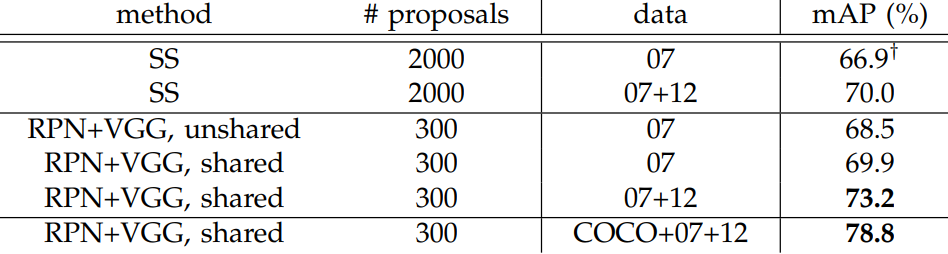 method # proposals data mAP (%)
SS 2000 07 66.9†
SS 2000 07+12 70.0
RPN+VGG, unshared 300 07 68.5
RPN+VGG, shared 300 07 69.9
RPN+VGG, shared 300 07+12 73.2
RPN+VGG, shared 300 COCO+07+12 78.8